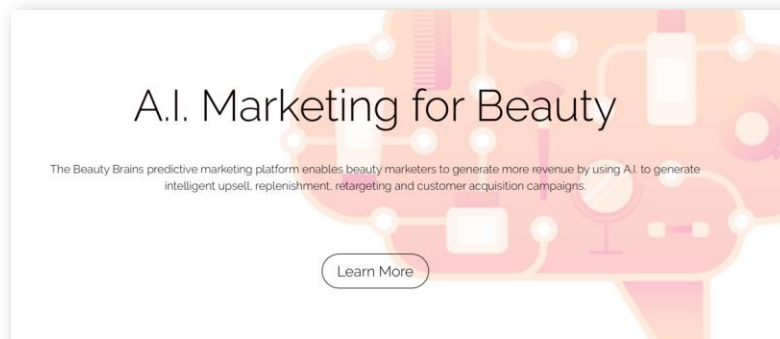 A.I. Marketing for Beauty
The Beauty Brains predictive marketing platform enables beauty marketers to generate more revenue by using A.I. to generate
intelligent upsell, replenishment, retargeting and customer acquisition campaigns.
Learn More